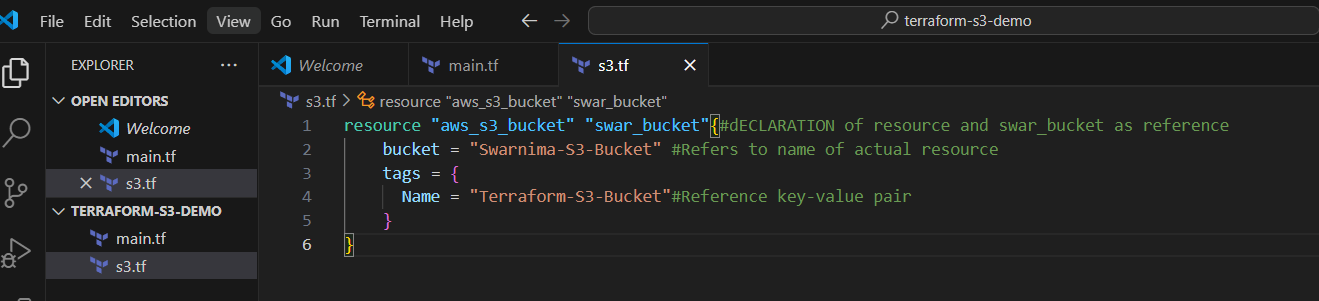 File Edit Selection View Go Run Terminal Help terraform-s3-demo
EXPLORER
OPEN EDITORS
Welcome
main.tf
s3.tf
TERRAFORM-S3-DEMO
main.tf
s3.tf
Welcome main.tf s3.tf
s3.tf > resource "aws_s3_bucket" "swar_bucket"
1 resource "aws_s3_bucket" "swar_bucket"{#dECLARATION of resource and swar_bucket as reference
2 bucket = "Swarnima-S3-Bucket" #Refers to name of actual resource
3 tags = {
4 Name = "Terraform-S3-Bucket"#Reference key-value pair
5 }
6 }